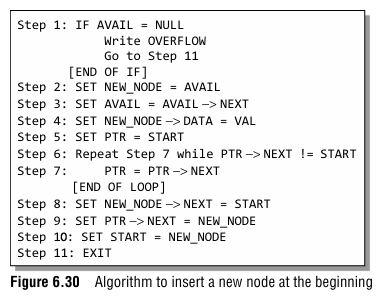 Step 1: IF AVAIL = NULL
Write OVERFLOW
Go to Step 11
[END OF IF]
Step 2: SET NEW_NODE = AVAIL
Step 3: SET AVAIL = AVAIL –> NEXT
Step 4: SET NEW_NODE –> DATA = VAL
Step 5: SET PTR = START
Step 6: Repeat Step 7 while PTR –> NEXT != START
Step 7: PTR = PTR –> NEXT
[END OF LOOP]
Step 8: SET NEW_NODE –> NEXT = START
Step 9: SET PTR –> NEXT = NEW_NODE
Step 10: SET START = NEW_NODE
Step 11: EXIT
Figure 6.30 Algorithm to insert a new node at the beginning